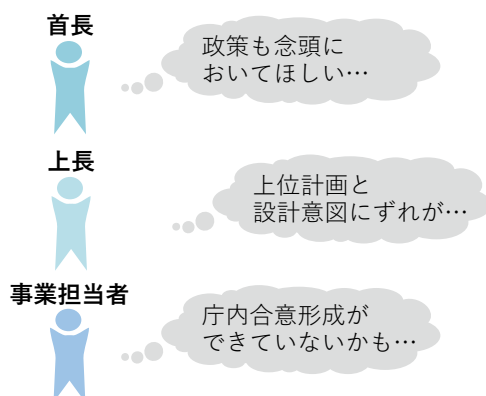 首長
政策も念頭に
おいてほしい…
上長
上位計画と
設計意図にずれが…
事業担当者
庁内合意形成が
できていないかも…